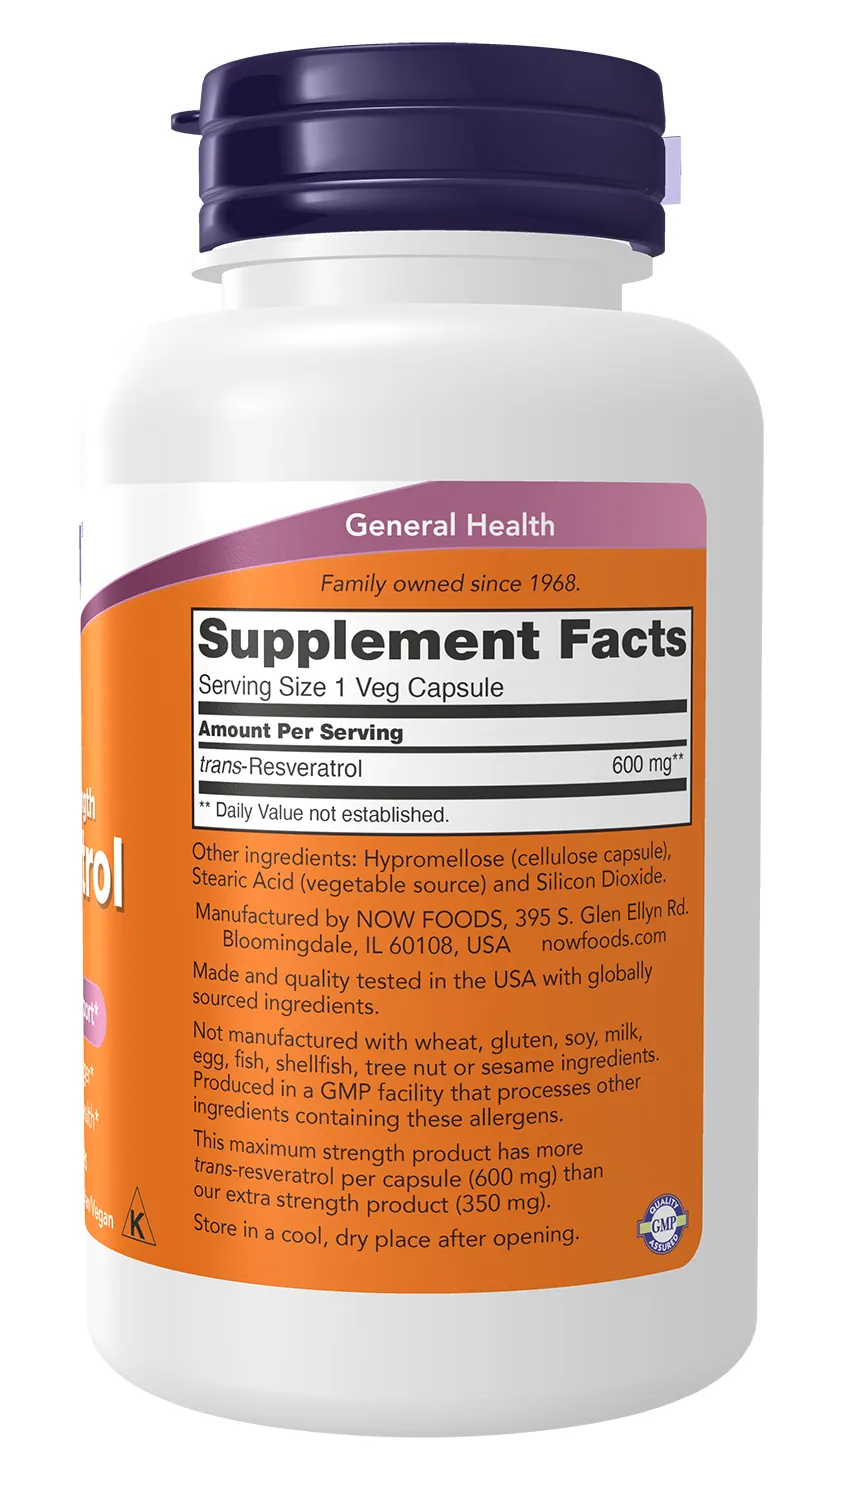 General Health
Family owned since 1968.
Supplement Facts
Serving Size 1 Veg Capsule
Amount Per Serving
trans-Resveratrol 600 mg**
** Daily Value not established.
Other ingredients: Hypromellose (cellulose capsule),
Stearic Acid (vegetable source) and Silicon Dioxide.
Manufactured by NOW FOODS, 395 S. Glen Ellyn Rd.
Bloomingdale, IL 60108, USA nowfoods.com
Made and quality tested in the USA with globally
sourced ingredients.
Not manufactured with wheat, gluten, soy, milk,
egg, fish, shellfish, tree nut or sesame ingredients.
Produced in a GMP facility that processes other
ingredients containing these allergens.
This maximum strength product has more
trans-resveratrol per capsule (600 mg) than
our extra strength product (350 mg).
Store in a cool, dry place after opening.
QUALITY
GMP
ASSURED
/Vegan
K